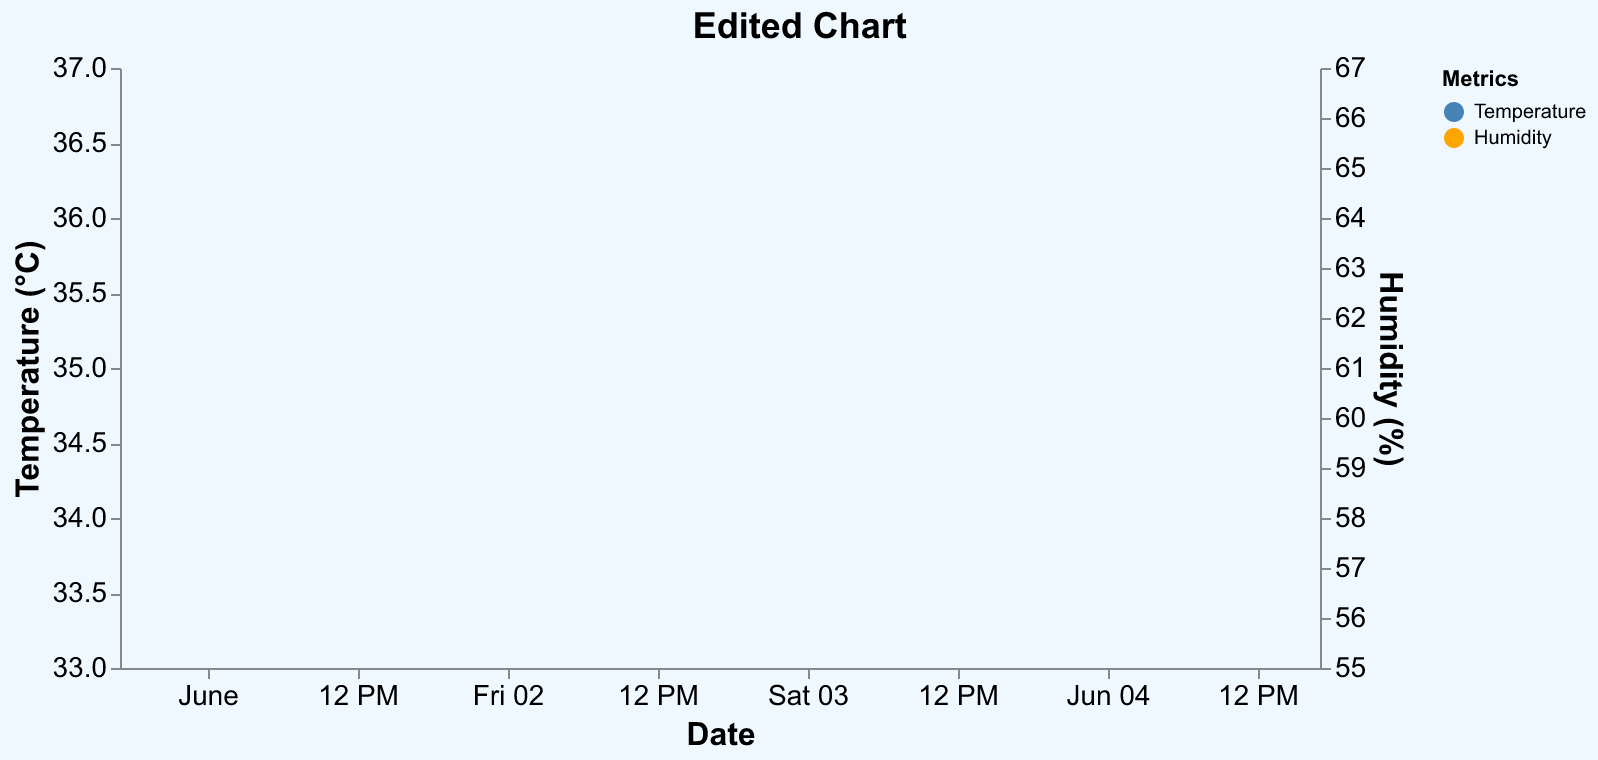 Edited Chart
37.0
36.5
36.0
35.5
35.0
34.5
34.0
33.5
33.0
Temperature (°C)
67
66
65
64
63
62
61
60
59
58
57
56
55
Humidity (%)
Metrics
Temperature
Humidity
June 12 PM Fri 02 12 PM Sat 03 12 PM Jun 04 12 PM
Date